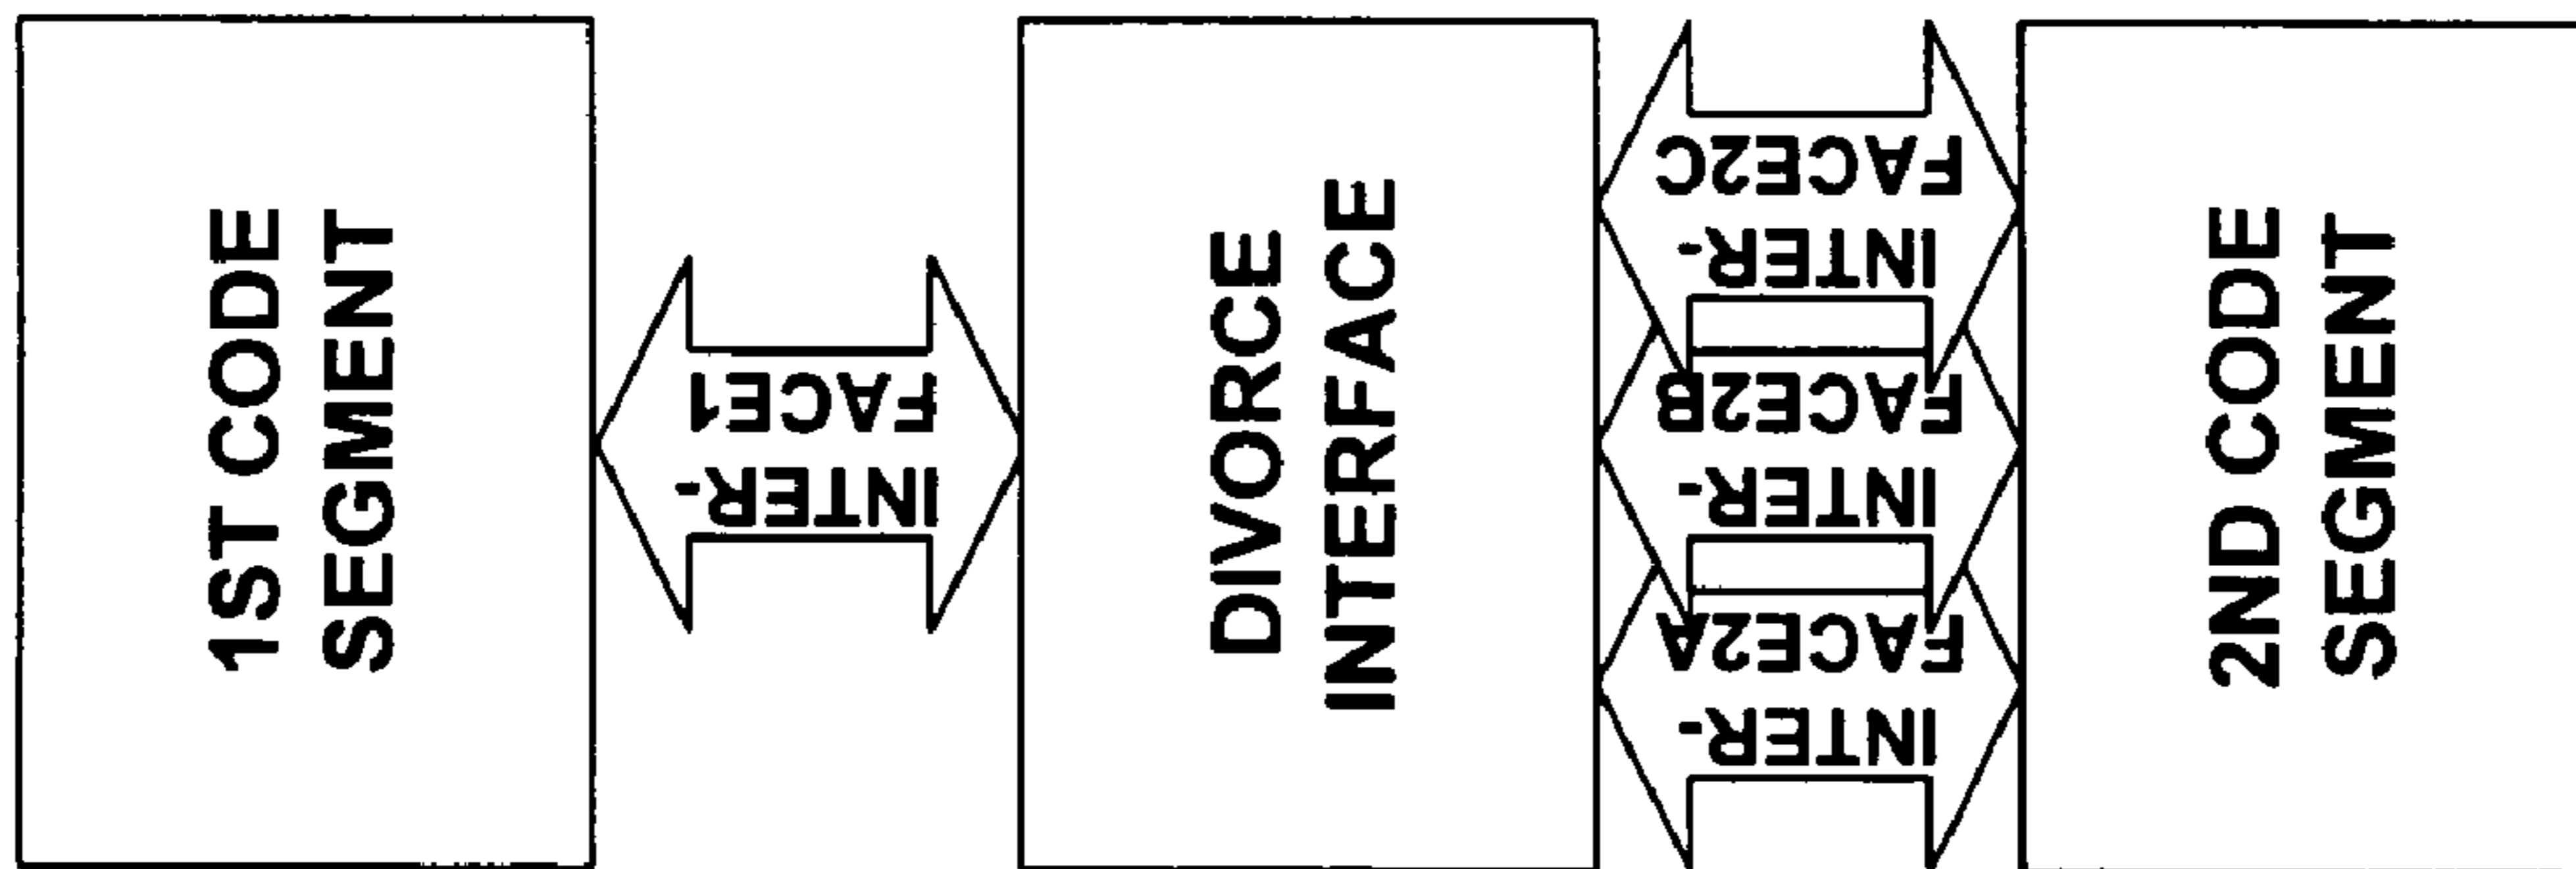 1ST CODE
SEGMENT
INTER-
FACE1
DIVORCE
INTERFACE
INTER-
FACE2C
INTER-
FACE2B
INTER-
FACE2A
2ND CODE
SEGMENT